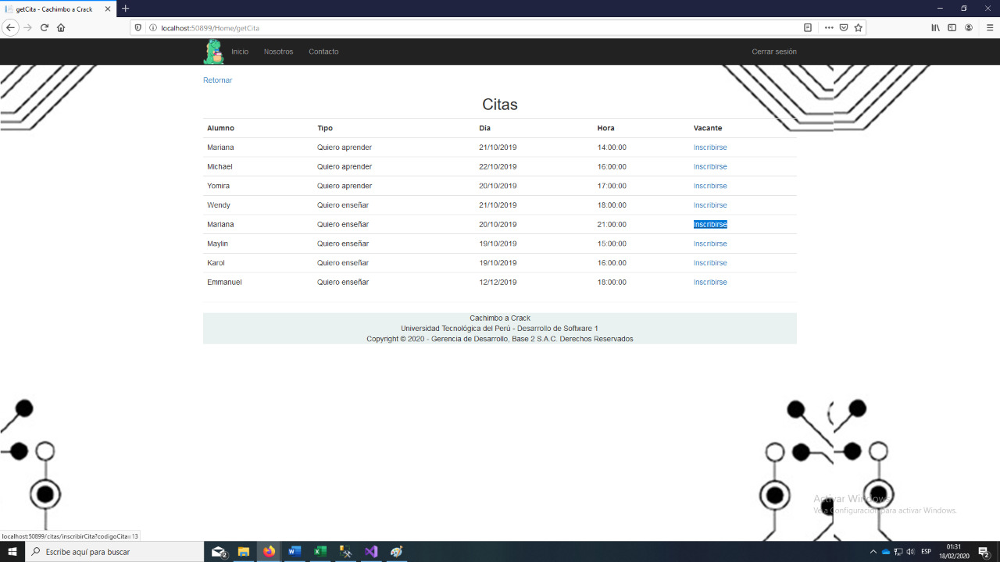 getCita - Cachimbo a Crack
localhost:50899/Home/getCita
Inicio Nosotros Contacto Cerrar sesión
Retornar
Citas
Alumno Tipo Día Hora Vacante
Mariana Quiero aprender 21/10/2019 14:00:00 Inscribirse
Michael Quiero aprender 22/10/2019 16:00:00 Inscribirse
Yomira Quiero aprender 20/10/2019 17:00:00 Inscribirse
Wendy Quiero enseñar 21/10/2019 18:00:00 Inscribirse
Mariana Quiero enseñar 20/10/2019 21:00:00 Inscribirse
Maylin Quiero enseñar 19/10/2019 15:00:00 Inscribirse
Karol Quiero enseñar 19/10/2019 16:00:00 Inscribirse
Emmanuel Quiero enseñar 12/12/2019 18:00:00 Inscribirse
Cachimbo a Crack
Universidad Tecnológica del Perú - Desarrollo de Software 1
Copyright © 2020 - Gerencia de Desarrollo, Base 2 S.A.C. Derechos Reservados
Activar Windows
Ve a Configuración para activar Windows.
localhost:50899/citas/inscribirCita?codigoCita=13
Escribe aquí para buscar
2
ESP
01:31
18/02/2020
2